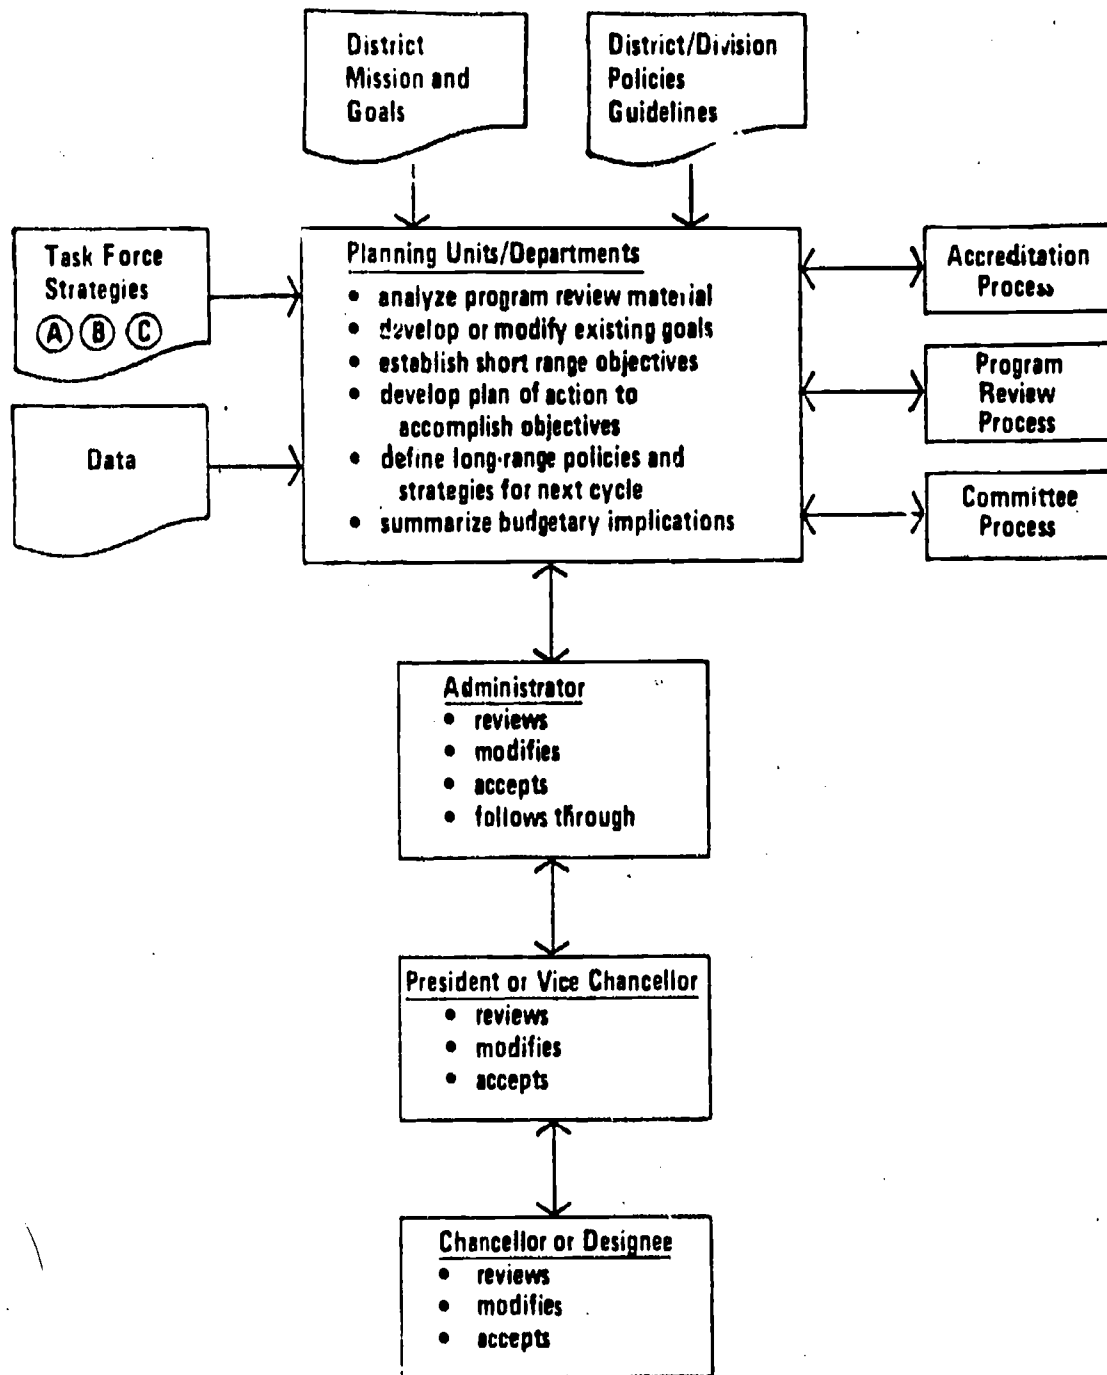 District
Mission and
Goals
District/Division
Policies
Guidelines
Task Force
Strategies
A B C
Data
Planning Units/Departments
• analyze program review material
• develop or modify existing goals
• establish short range objectives
• develop plan of action to
accomplish objectives
• define long-range policies and
strategies for next cycle
• summarize budgetary implications
Accreditation
Process
Program
Review
Process
Committee
Process
Administrator
• reviews
• modifies
• accepts
• follows through
President or Vice Chancellor
• reviews
• modifies
• accepts
Chancellor or Designee
• reviews
• modifies
• accepts